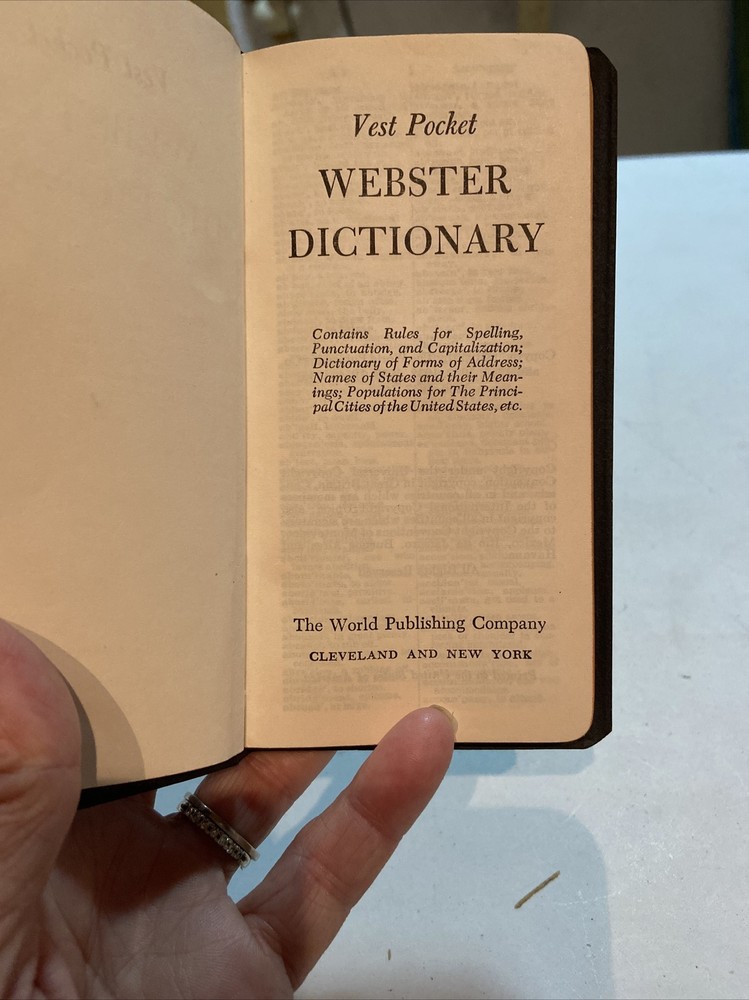 Vest Pocket
WEBSTER
DICTIONARY
Contains Rules for Spelling,
Punctuation, and Capitalization;
Dictionary of Forms of Address;
Names of States and their Mean-
ings; Populations for The Princi-
pal Cities of the United States, etc.
The World Publishing Company
CLEVELAND AND NEW YORK